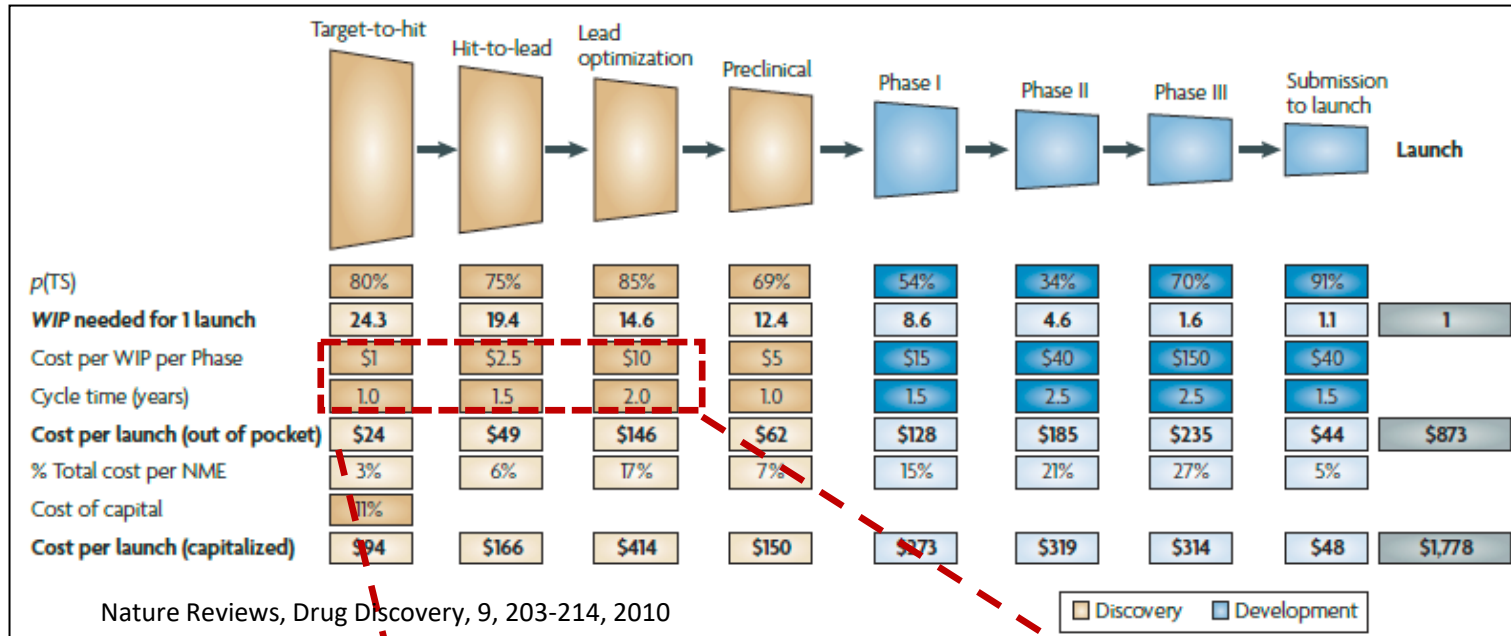 Target-to-hit
Hit-to-lead
Lead
optimization
Preclinical
Phase I
Phase II
Phase III
Submission
to launch
Launch
p(TS) 80% 75% 85% 69% 54% 34% 70% 91%
WIP needed for 1 launch 24.3 19.4 14.6 12.4 8.6 4.6 1.6 1.1 1
Cost per WIP per Phase $1 $2.5 $10 $5 $15 $40 $150 $40
Cycle time (years) 1.0 1.5 2.0 1.0 1.5 2.5 2.5 1.5
Cost per launch (out of pocket) $24 $49 $146 $62 $128 $185 $235 $44 $873
% Total cost per NME 3% 6% 17% 7% 15% 21% 27% 5%
Cost of capital 11%
Cost per launch (capitalized) $94 $166 $414 $150 $273 $319 $314 $48 $1,778
Nature Reviews, Drug Discovery, 9, 203-214, 2010
Discovery Development